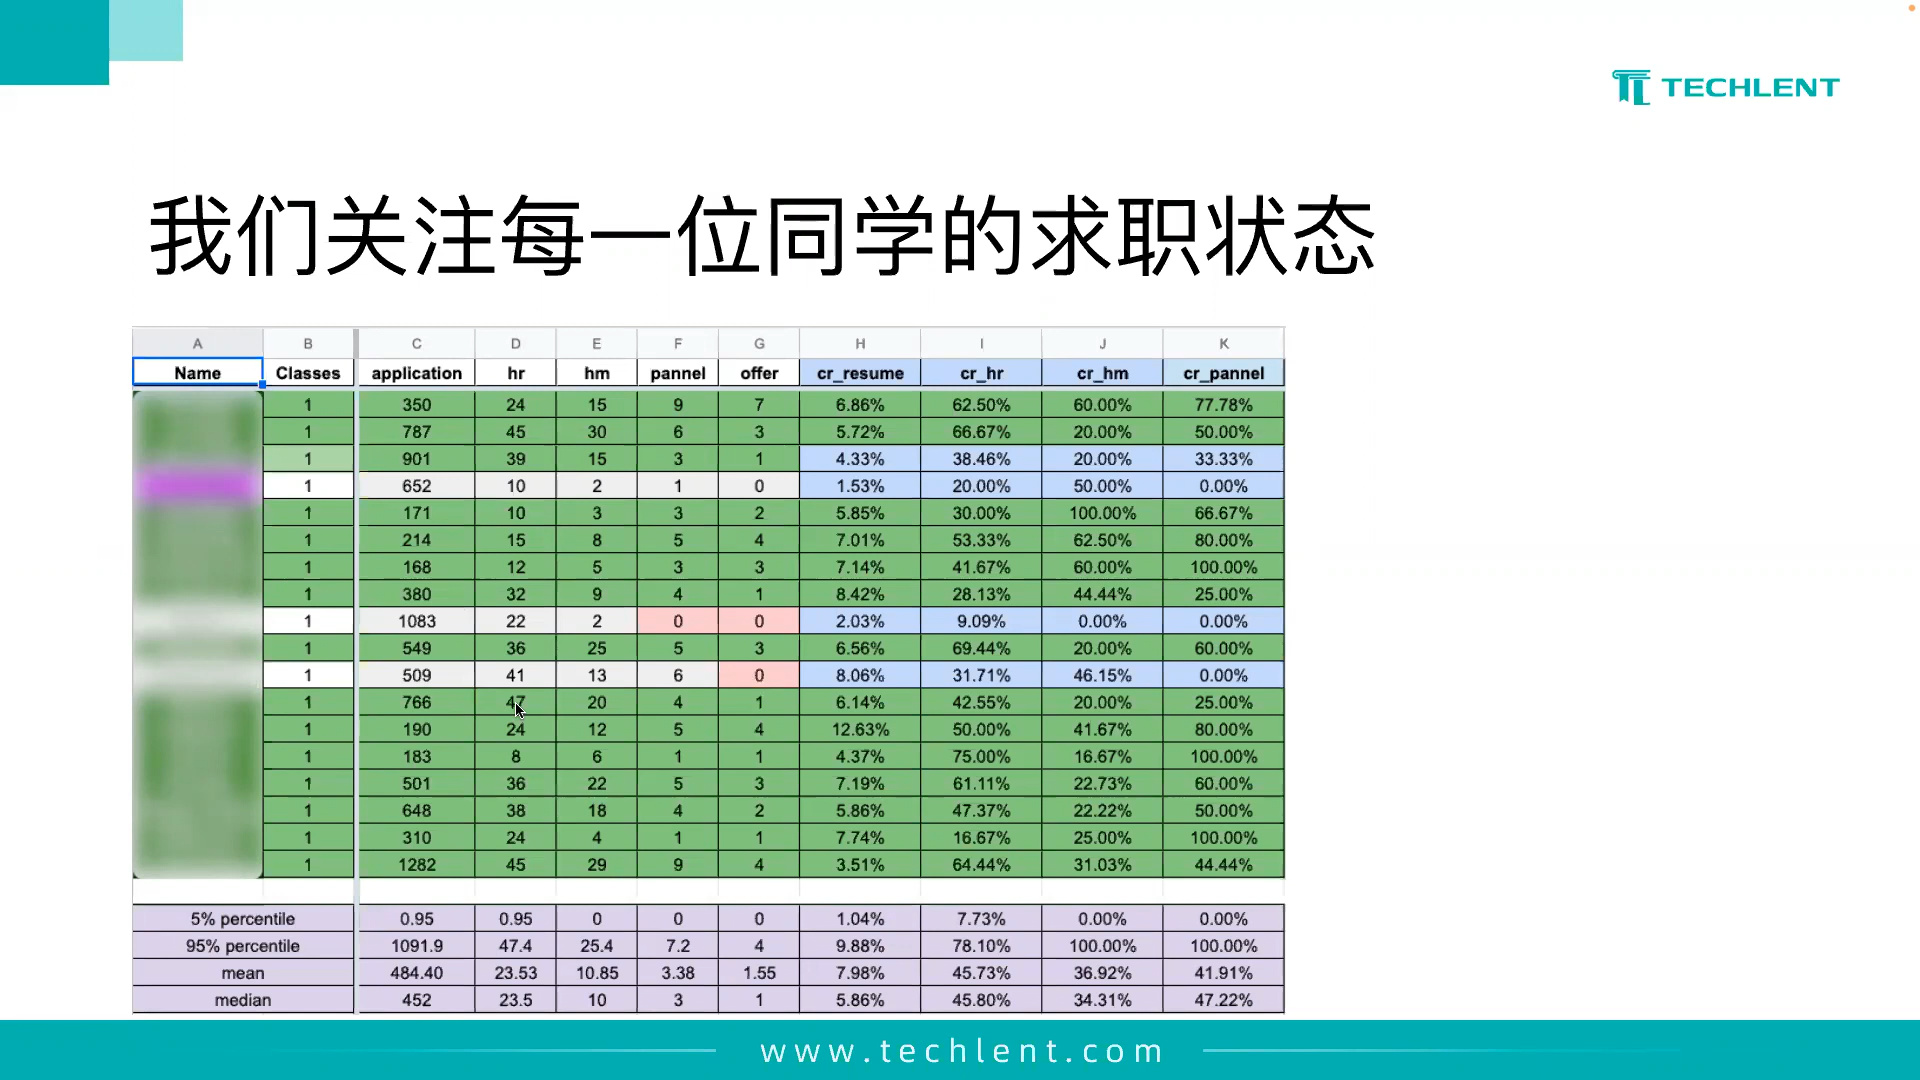 TECHLENT
我们关注每一位同学的求职状态
A B C D E F G H I J K
Name Classes application hr hm pannel offer cr_resume cr_hr cr_hm cr_pannel
1 350 24 15 9 7 6.86% 62.50% 60.00% 77.78%
1 787 45 30 6 3 5.72% 66.67% 20.00% 50.00%
1 901 39 15 3 1 4.33% 38.46% 20.00% 33.33%
1 652 10 2 1 0 1.53% 20.00% 50.00% 0.00%
1 171 10 3 3 2 5.85% 30.00% 100.00% 66.67%
1 214 15 8 5 4 7.01% 53.33% 62.50% 80.00%
1 168 12 5 3 3 7.14% 41.67% 60.00% 100.00%
1 380 32 9 4 1 8.42% 28.13% 44.44% 25.00%
1 1083 22 2 0 0 2.03% 9.09% 0.00% 0.00%
1 549 36 25 5 3 6.56% 69.44% 20.00% 60.00%
1 509 41 13 6 0 8.06% 31.71% 46.15% 0.00%
1 766 47 20 4 1 6.14% 42.55% 20.00% 25.00%
1 190 24 12 5 4 12.63% 50.00% 41.67% 80.00%
1 183 8 6 1 1 4.37% 75.00% 16.67% 100.00%
1 501 36 22 5 3 7.19% 61.11% 22.73% 60.00%
1 648 38 18 4 2 5.86% 47.37% 22.22% 50.00%
1 310 24 4 1 1 7.74% 16.67% 25.00% 100.00%
1 1282 45 29 9 4 3.51% 64.44% 31.03% 44.44%
5% percentile 0.95 0.95 0 0 0 1.04% 7.73% 0.00% 0.00%
95% percentile 1091.9 47.4 25.4 7.2 4 9.88% 78.10% 100.00% 100.00%
mean 484.40 23.53 10.85 3.38 1.55 7.98% 45.73% 36.92% 41.91%
median 452 23.5 10 3 1 5.86% 45.80% 34.31% 47.22%
www.techlent.com